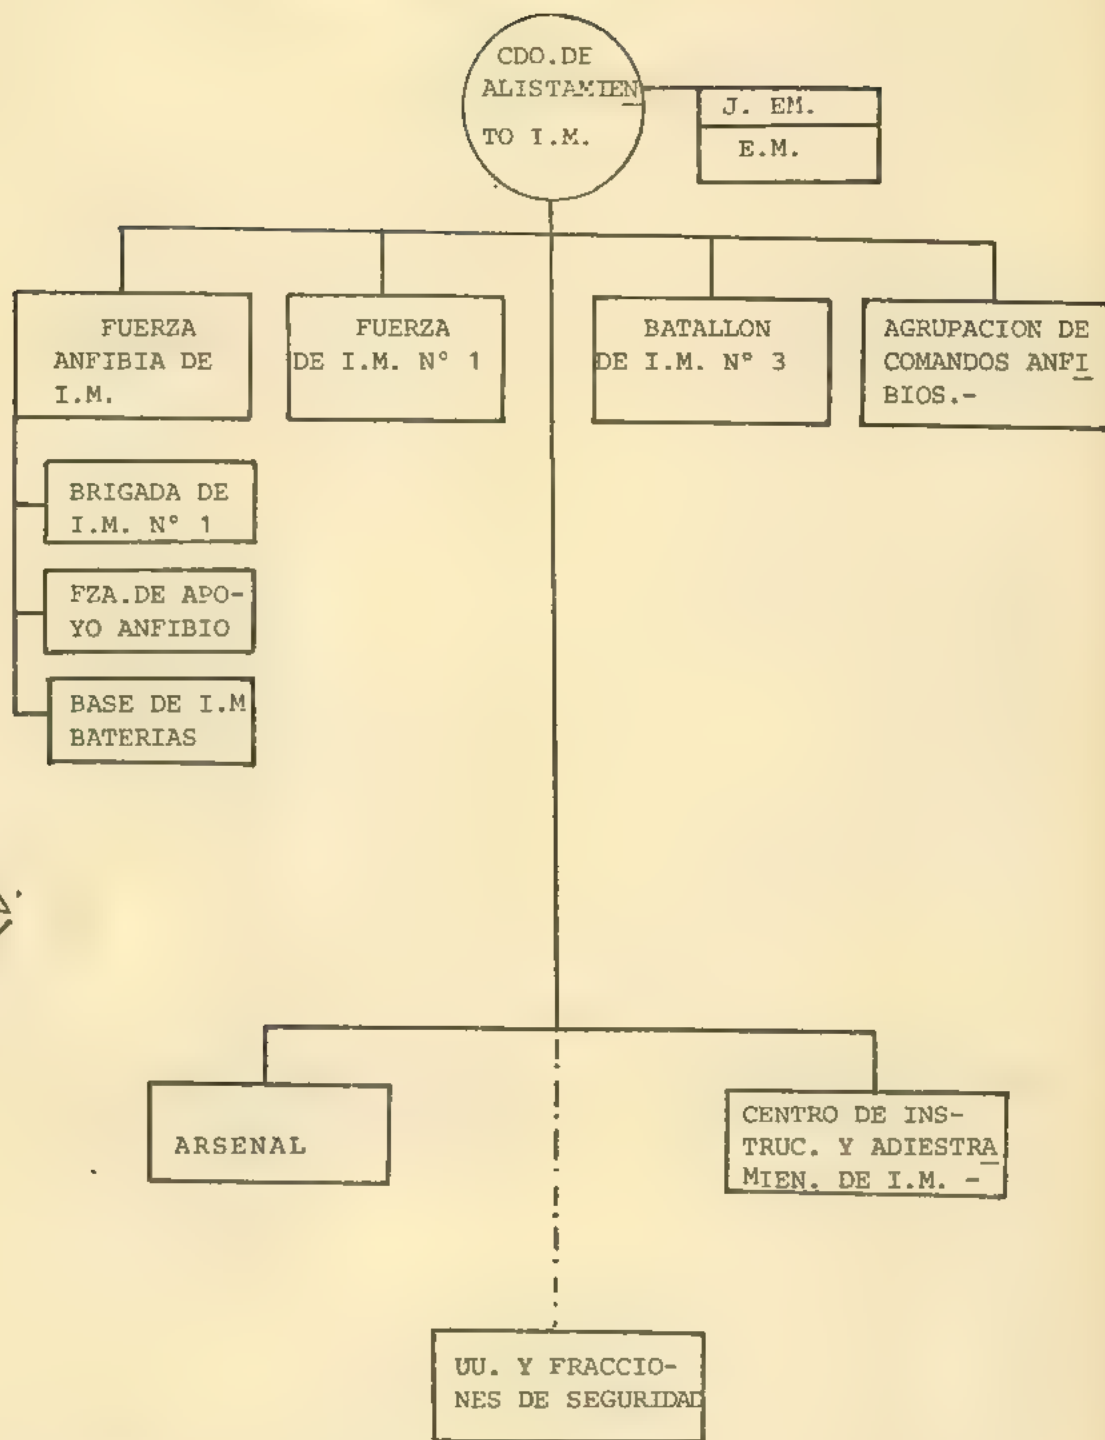 CDO.DE
ALISTAMIEN
TO I.M.
J. EM.
E.M.
FUERZA
ANFIBIA DE
I.M.
FUERZA
DE I.M. N° 1
BATALLON
DE I.M. N° 3
AGRUPACION DE
COMANDOS ANFI
BIOS.-
BRIGADA DE
I.M. N° 1
FZA.DE APO-
YO ANFIBIO
BASE DE I.M
BATERIAS
ARSENAL
CENTRO DE INS-
TRUC. Y ADIESTRA
MIEN. DE I.M. -
UU. Y FRACCIO-
NES DE SEGURIDAD